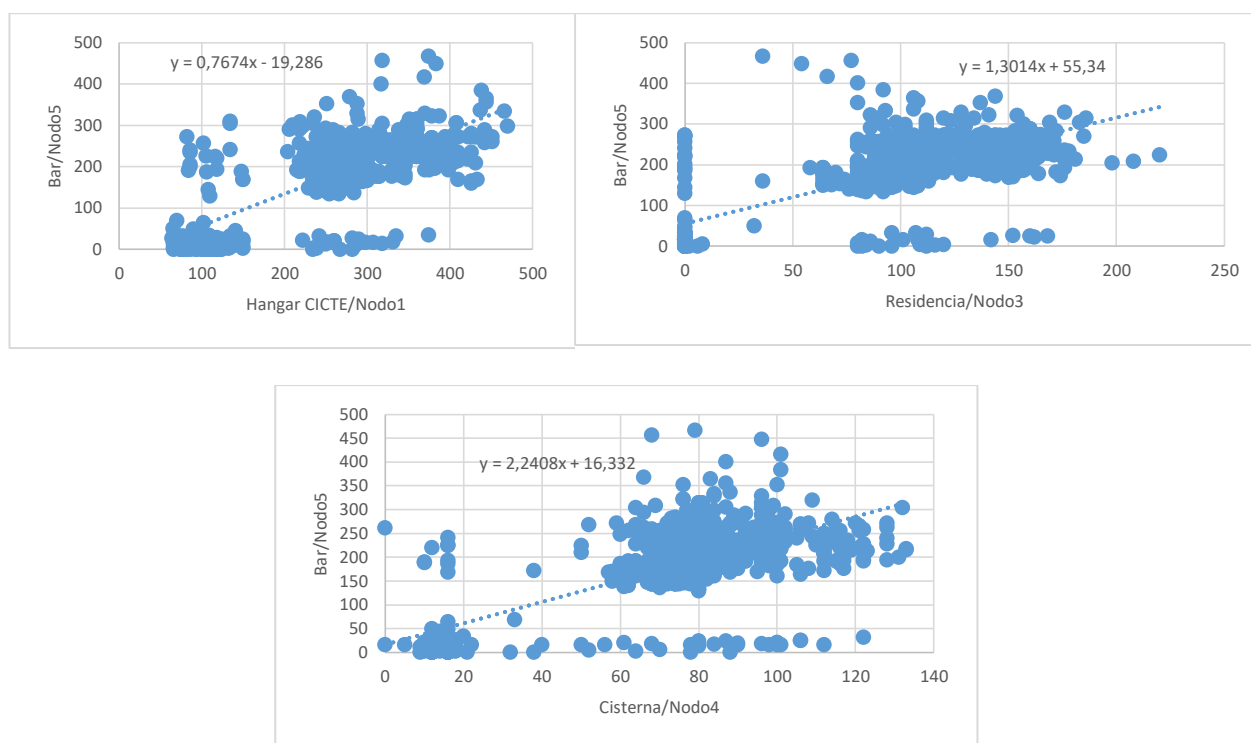 y = 0,7674x - 19,286
500
400
300
200
100
0
Bar/Nodo5
0 100 200 300 400 500
Hangar CICTE/Nodo1
y = 1,3014x + 55,34
500
400
300
200
100
0
Bar/Nodo5
0 50 100 150 200 250
Residencia/Nodo3
y = 2,2408x + 16,332
500
450
400
350
300
250
200
150
100
50
0
Bar/Nodo5
0 20 40 60 80 100 120 140
Cisterna/Nodo4